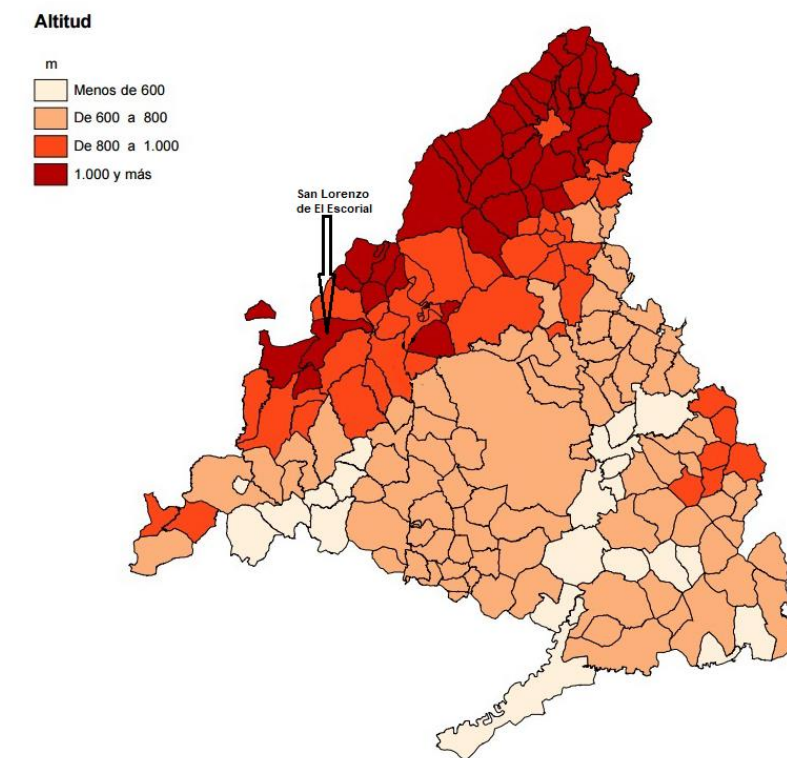 Altitud
m
Menos de 600
De 600 a 800
De 800 a 1.000
1.000 y más
San Lorenzo
de El Escorial